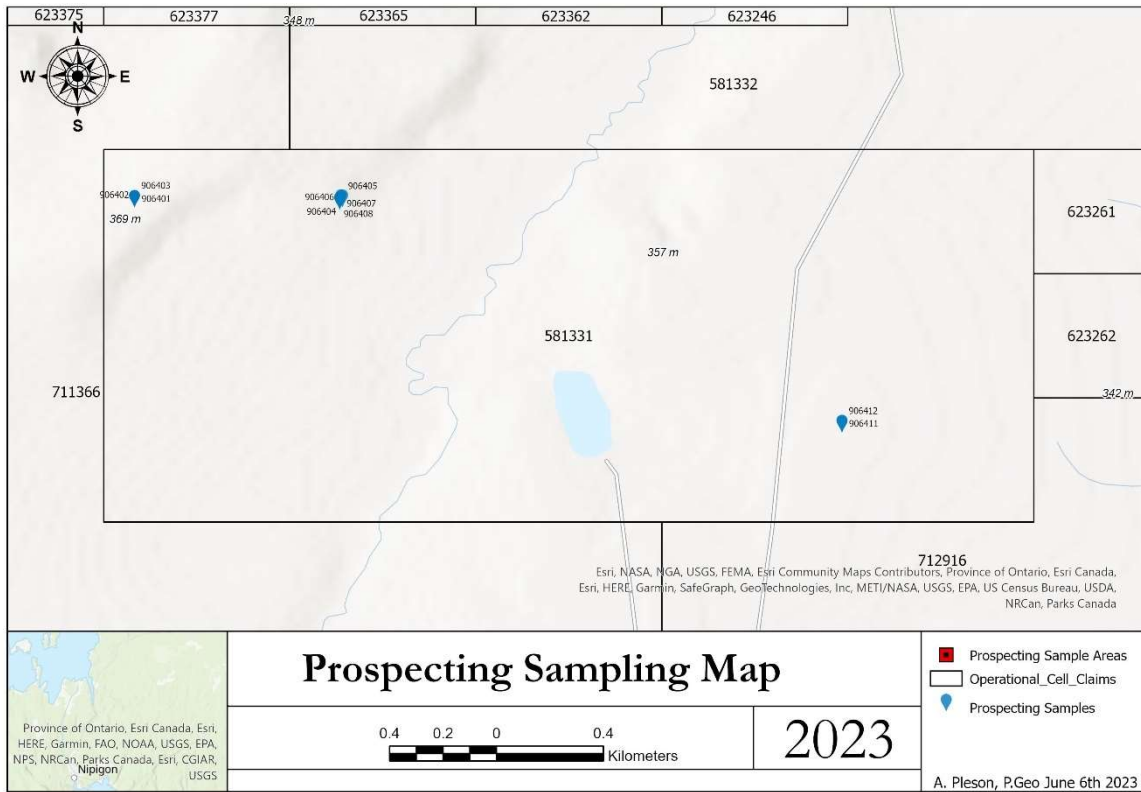 623375
623377
623365
623362
623246
348 m
N
W
E
S
581332
906403
906402
906401
369 m
906405
906406
906407
906404
906408
623261
357 m
581331
623262
711366
342 m
906412
906411
712916
Esri, NASA, NGA, USGS, FEMA, Esri Community Maps Contributors, Province of Ontario, Esri Canada,
Esri, HERE, Garmin, SafeGraph, GeoTechnologies, Inc, METI/NASA, USGS, EPA, US Census Bureau, USDA,
NRCan, Parks Canada
Province of Ontario, Esri Canada, Esri,
HERE, Garmin, FAO, NOAA, USGS, EPA,
NPS, NRCan, Parks Canada, Esri, CGIAR,
USGS
Nipigon
Prospecting Sampling Map
0.4 0.2 0 0.4
Kilometers
2023
Prospecting Sample Areas
Operational_Cell_Claims
Prospecting Samples
A. Pleson, P.Geo June 6th 2023